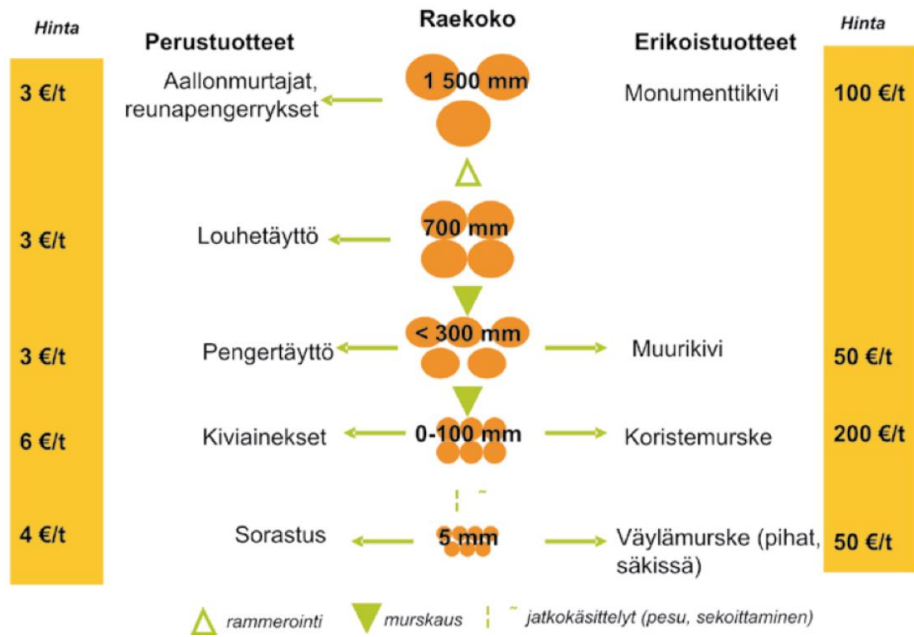 Hinta
Perustuotteet
Raekoko
Erikoistuotteet
Hinta
3 €/t
Aallonmurtajat,
reunapengerrykset
1 500 mm
Monumenttikivi
100 €/t
3 €/t
Louhetäyttö
700 mm
3 €/t
Pengertäyttö
< 300 mm
Muurikivi
50 €/t
6 €/t
Kiviainekset
0-100 mm
Koristemurske
200 €/t
4 €/t
Sorastus
5 mm
Väylämurske (pihat,
säkissä)
50 €/t
rammerointi
murskaus
jatkokäsittelyt (pesu, sekoittaminen)